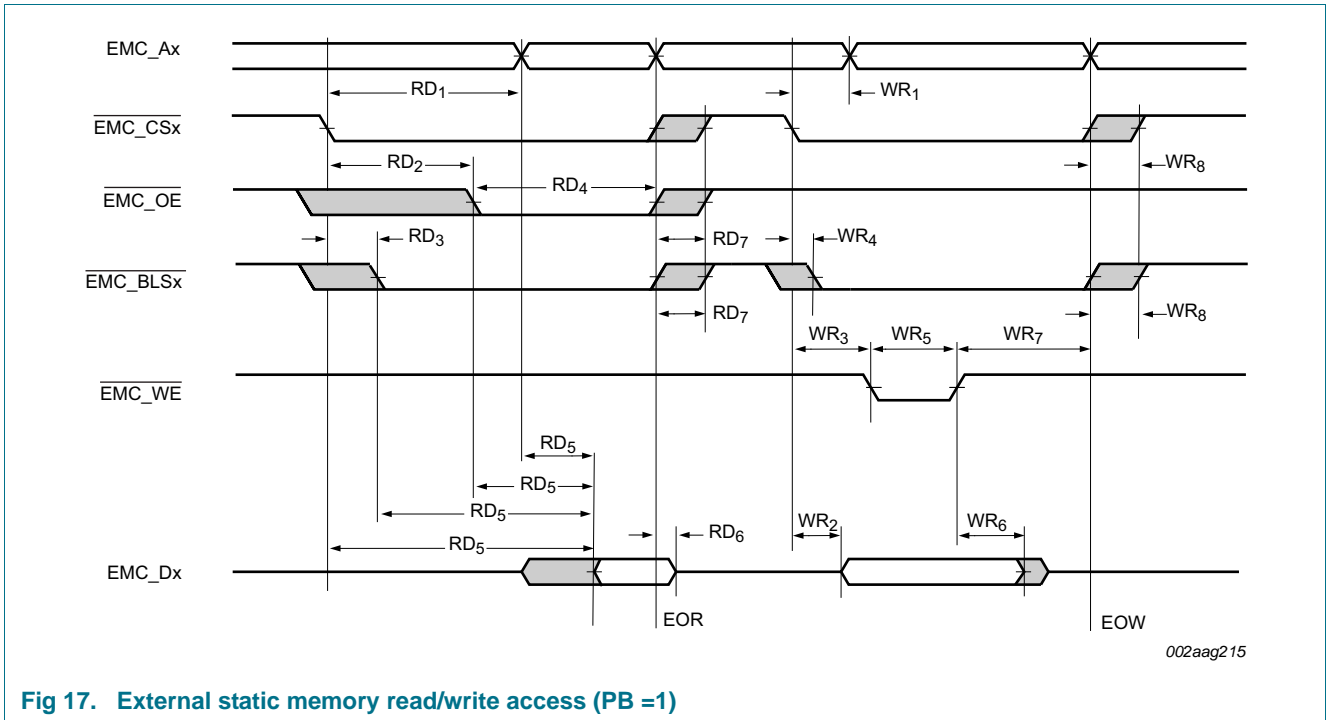 EMC_Ax
RD1
WR1
EMC_CSx
RD2
WR8
RD4
EMC_OE
RD3
RD7
WR4
EMC_BLSx
RD7
WR8
WR3
WR5
WR7
EMC_WE
RD5
RD5
RD5
WR2
WR6
RD6
RD5
EMC_Dx
EOR
EOW
002aag215
Fig 17. External static memory read/write access (PB =1)